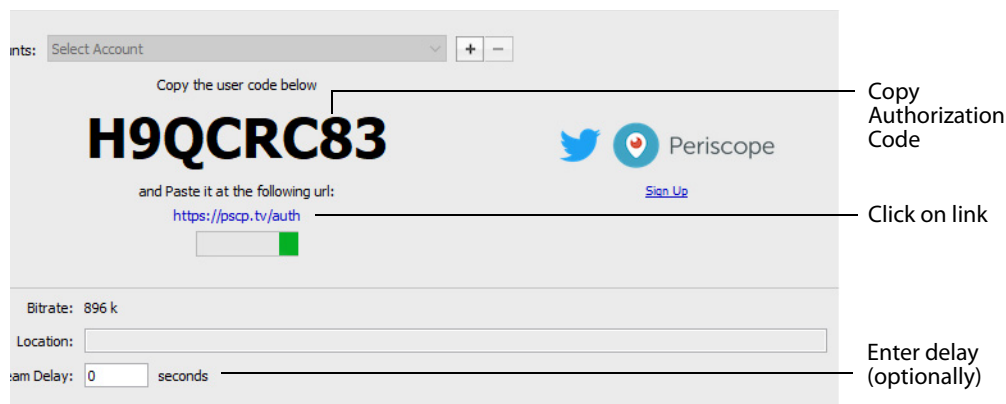 unts: Select Account + −
Copy the user code below
H9QCRC83
Periscope
and Paste it at the following url:
Sign Up
https://pscp.tv/auth
Copy
Authorization
Code
Click on link
Bitrate: 896 k
Location:
eam Delay: 0 seconds
Enter delay
(optionally)